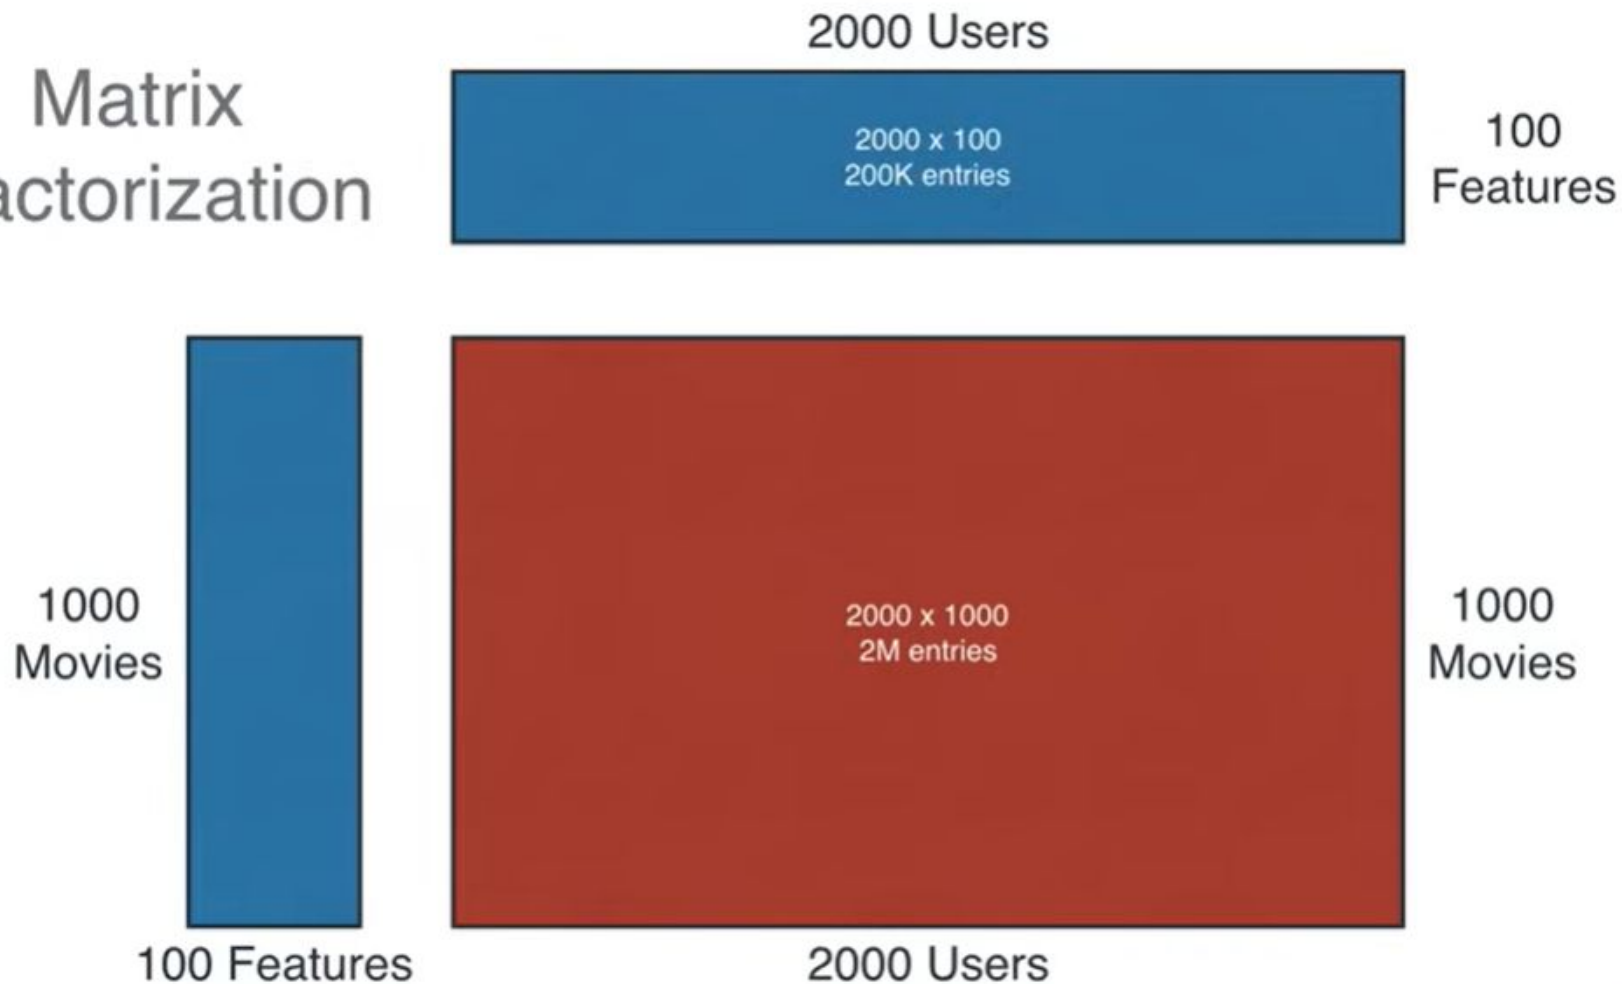 2000 Users
Matrix
actorization
2000 x 100
200K entries
100
Features
1000
Movies
2000 x 1000
2M entries
1000
Movies
100 Features
2000 Users